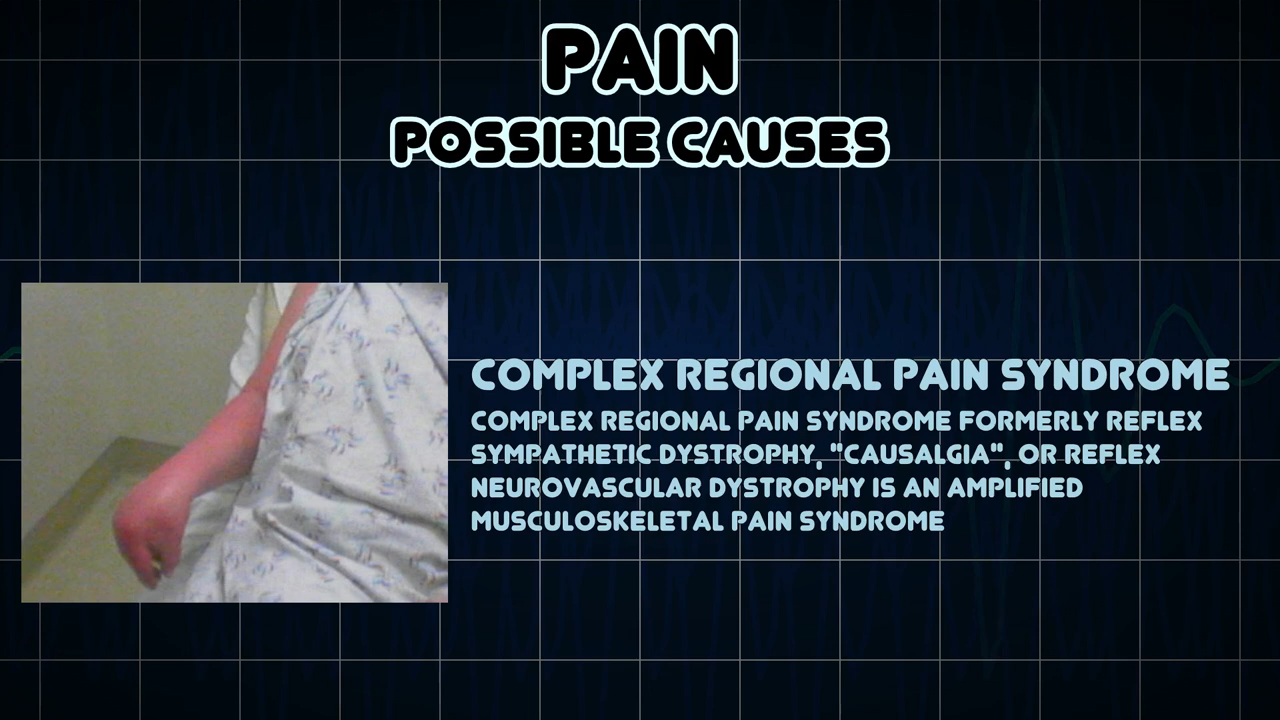 PAIN
POSSIBLE CAUSES
COMPLEX REGIONAL PAIN SYNDROME
COMPLEX REGIONAL PAIN SYNDROME FORMERLY REFLEX
SYMPATHETIC DYSTROPHY, "CAUSALGIA", OR REFLEX
NEUROVASCULAR DYSTROPHY IS AN AMPLIFIED
MUSCULOSKELETAL PAIN SYNDROME